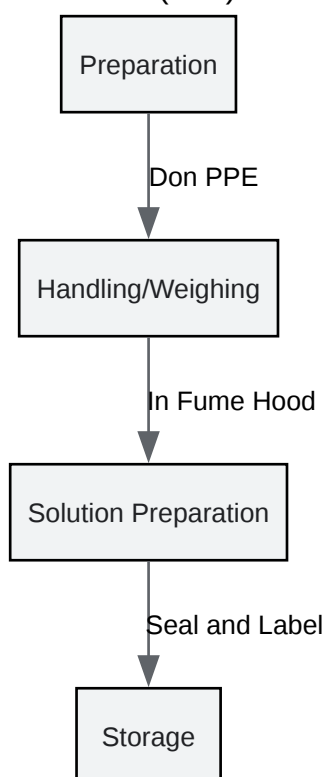 Preparation
Don PPE
Handling/Weighing
In Fume Hood
Solution Preparation
Seal and Label
Storage